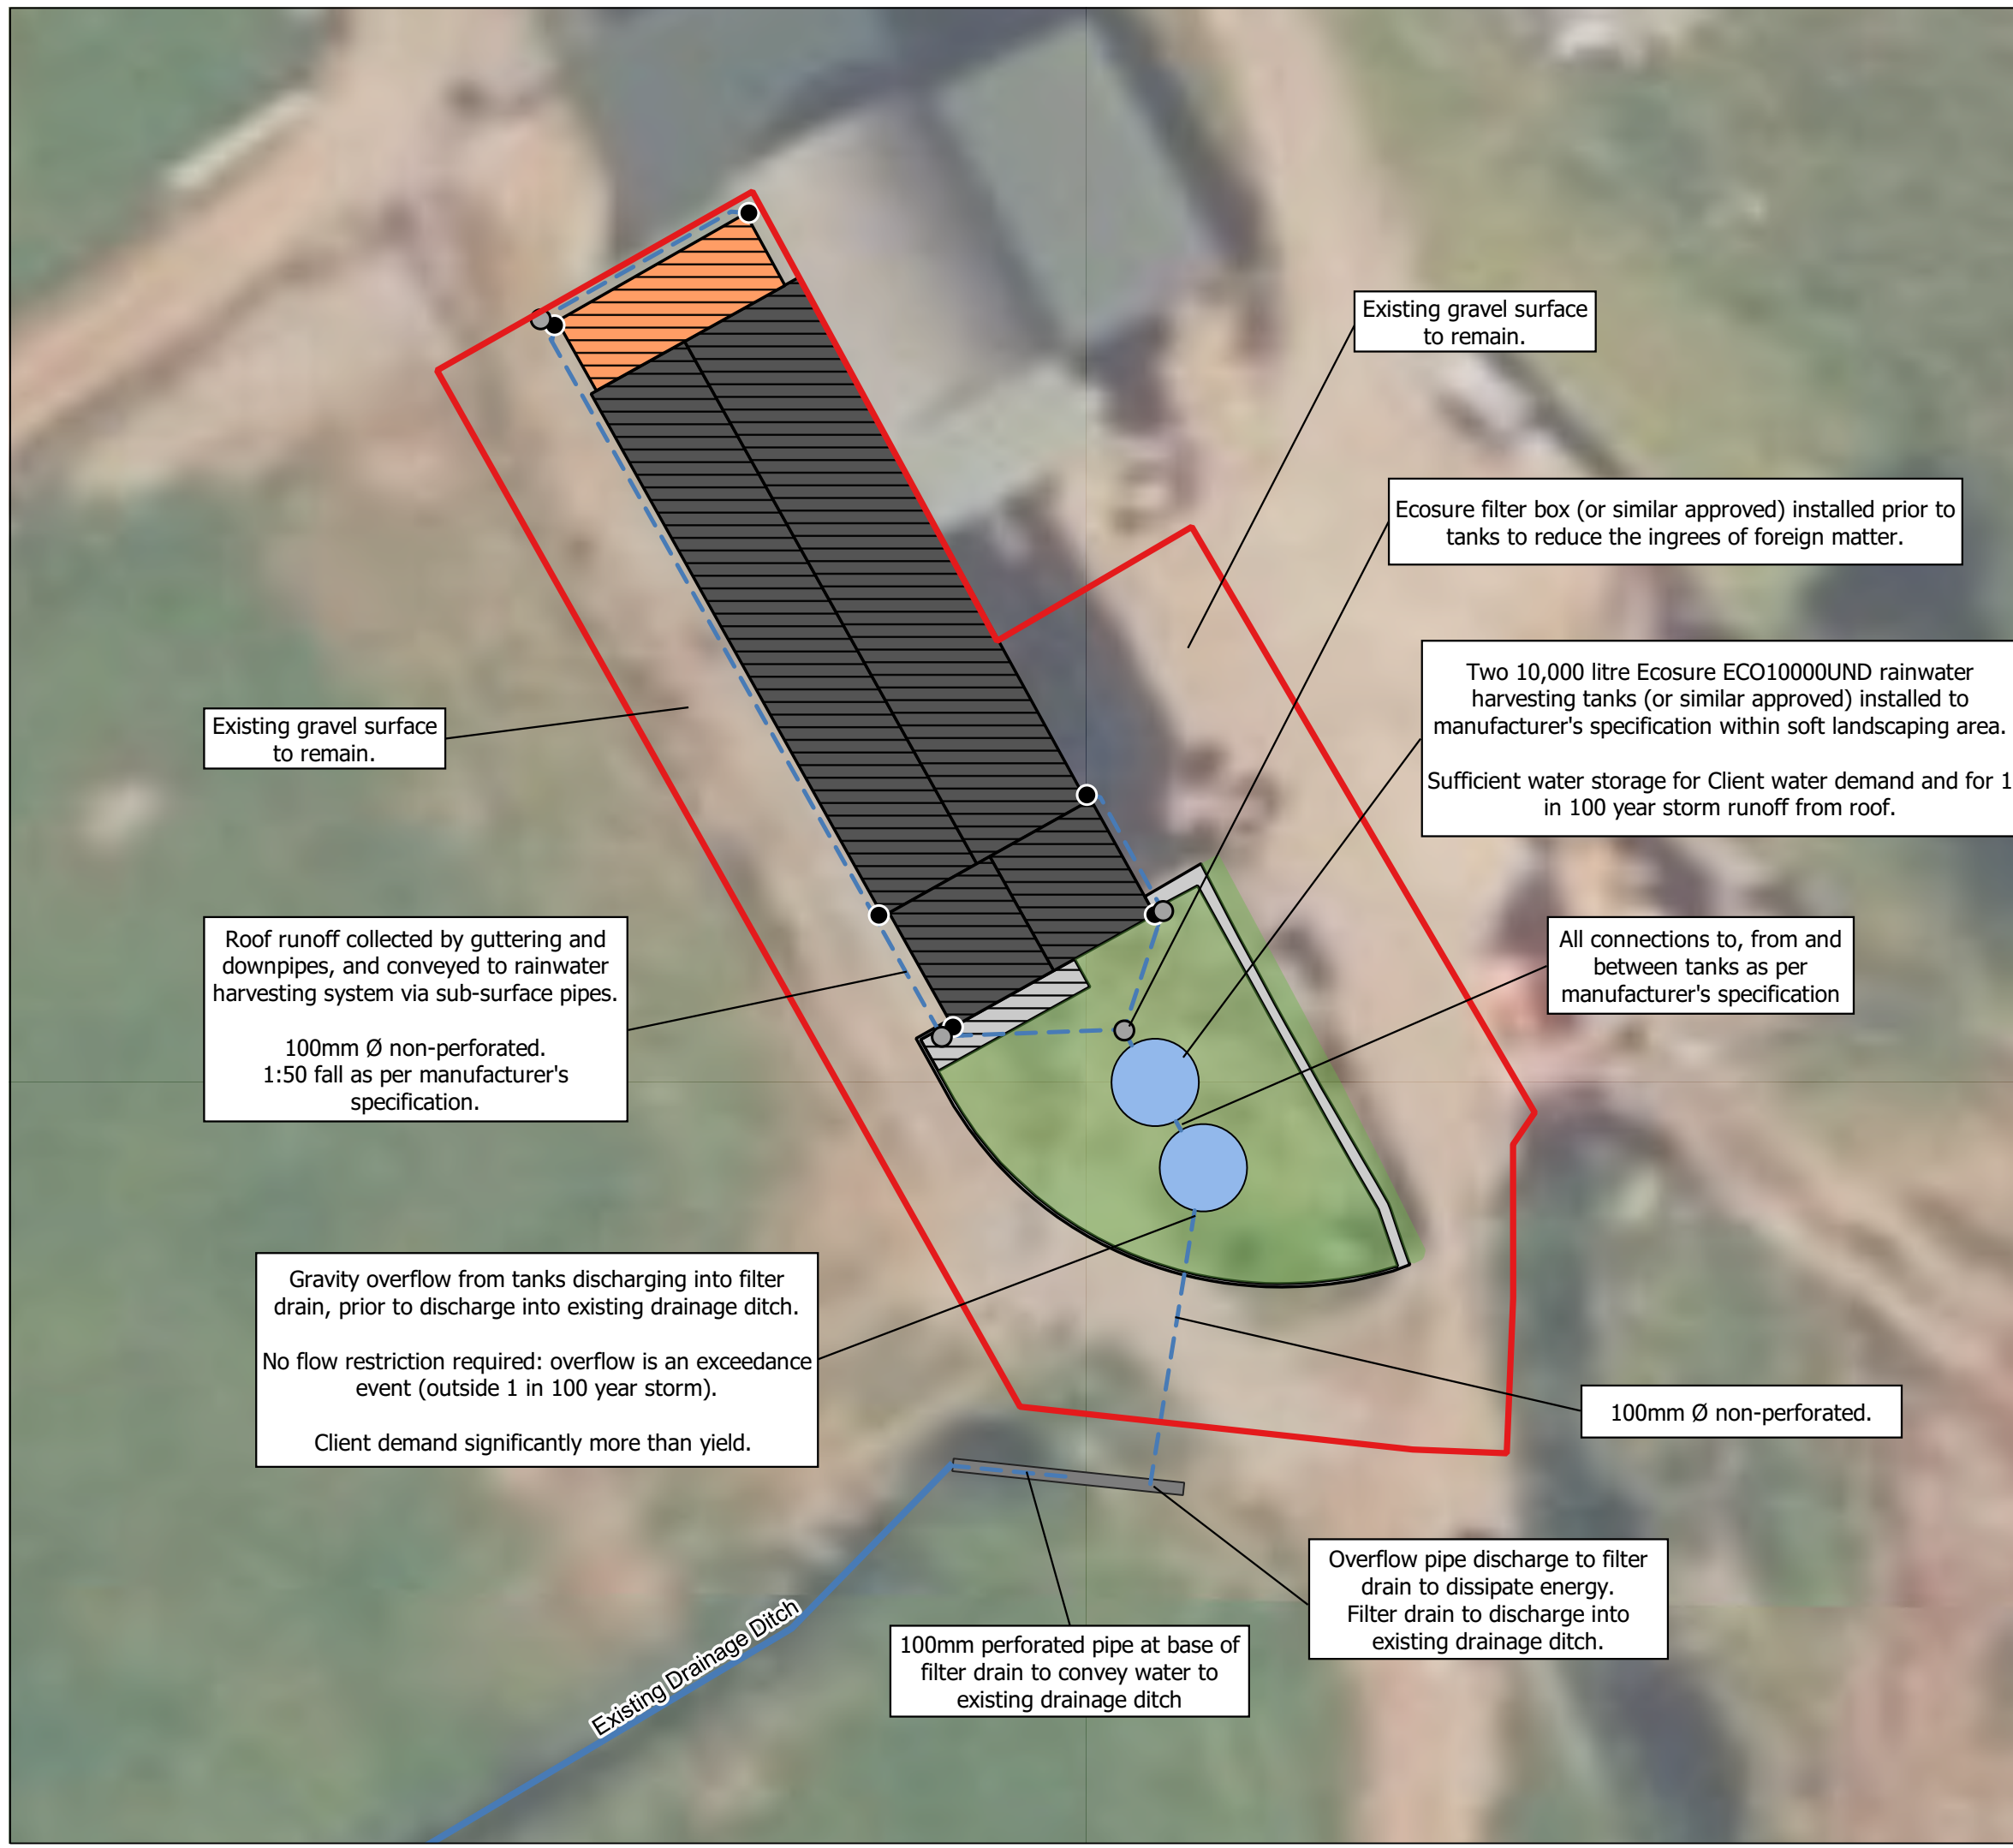 Existing gravel surface
to remain.
Ecosure filter box (or similar approved) installed prior to
tanks to reduce the ingrees of foreign matter.
Two 10,000 litre Ecosure ECO10000UND rainwater
harvesting tanks (or similar approved) installed to
manufacturer's specification within soft landscaping area.
Sufficient water storage for Client water demand and for 1
in 100 year storm runoff from roof.
Existing gravel surface
to remain.
Roof runoff collected by guttering and
downpipes, and conveyed to rainwater
harvesting system via sub-surface pipes.
100mm Ø non-perforated.
1:50 fall as per manufacturer's
specification.
All connections to, from and
between tanks as per
manufacturer's specification
Gravity overflow from tanks discharging into filter
drain, prior to discharge into existing drainage ditch.
No flow restriction required: overflow is an exceedance
event (outside 1 in 100 year storm).
Client demand significantly more than yield.
100mm Ø non-perforated.
Overflow pipe discharge to filter
drain to dissipate energy.
Filter drain to discharge into
existing drainage ditch.
100mm perforated pipe at base of
filter drain to convey water to
existing drainage ditch
Existing Drainage Ditch